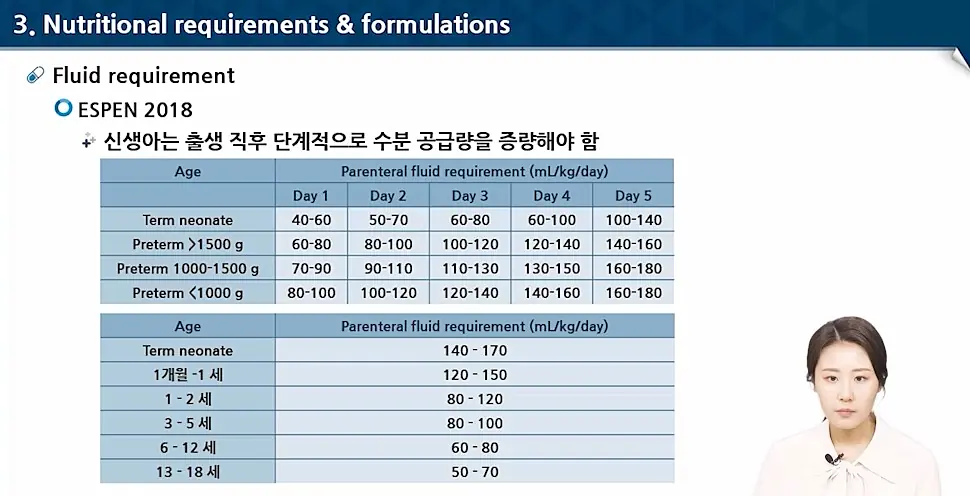 3. Nutritional requirements & formulations
Fluid requirement
ESPEN 2018
신생아는 출생 직후 단계적으로 수분 공급량을 증량해야 함
Age Parenteral fluid requirement (mL/kg/day)
Day 1 Day 2 Day 3 Day 4 Day 5
Term neonate 40-60 50-70 60-80 60-100 100-140
Preterm >1500 g 60-80 80-100 100-120 120-140 140-160
Preterm 1000-1500 g 70-90 90-110 110-130 130-150 160-180
Preterm <1000 g 80-100 100-120 120-140 140-160 160-180
Age Parenteral fluid requirement (mL/kg/day)
Term neonate 140 - 170
1개월 -1 세 120 - 150
1 - 2 세 80 - 120
3 - 5 세 80 - 100
6 - 12 세 60 - 80
13 - 18 세 50 - 70